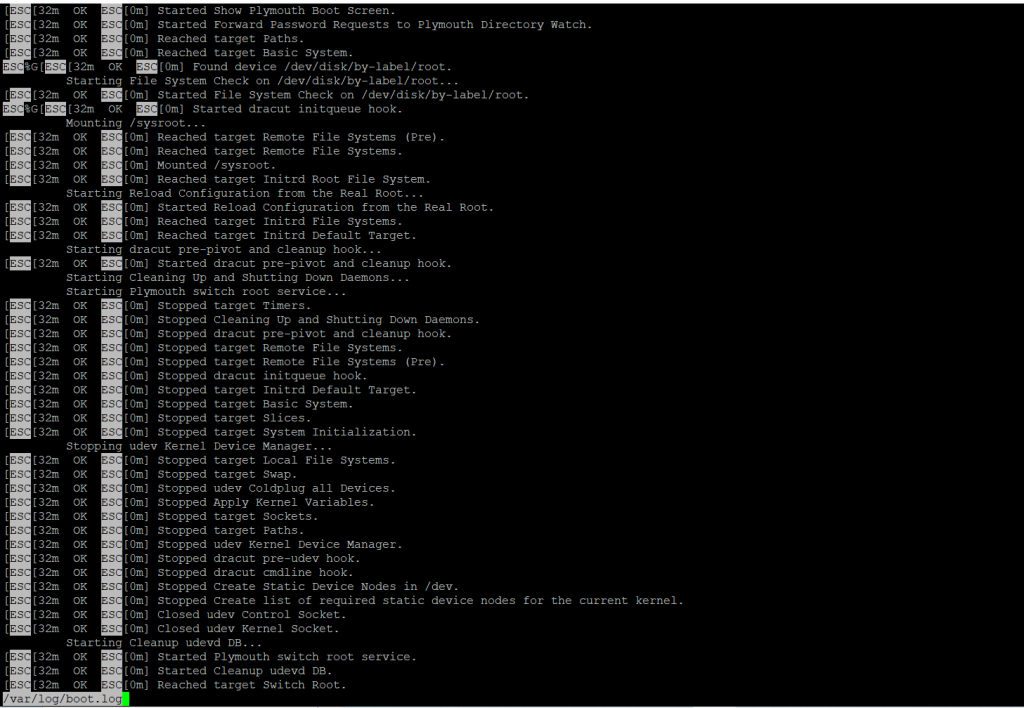 [ESC[32m  OK  ESC[0m] Started Show Plymouth Boot Screen.
[ESC[32m  OK  ESC[0m] Started Forward Password Requests to Plymouth Directory Watch.
[ESC[32m  OK  ESC[0m] Reached target Paths.
[ESC[32m  OK  ESC[0m] Reached target Basic System.
ESC%G[ESC[32m  OK  ESC[0m] Found device /dev/disk/by-label/root.
         Starting File System Check on /dev/disk/by-label/root...
[ESC[32m  OK  ESC[0m] Started File System Check on /dev/disk/by-label/root.
ESC%G[ESC[32m  OK  ESC[0m] Started dracut initqueue hook.
         Mounting /sysroot...
[ESC[32m  OK  ESC[0m] Reached target Remote File Systems (Pre).
[ESC[32m  OK  ESC[0m] Reached target Remote File Systems.
[ESC[32m  OK  ESC[0m] Mounted /sysroot.
[ESC[32m  OK  ESC[0m] Reached target Initrd Root File System.
         Starting Reload Configuration from the Real Root...
[ESC[32m  OK  ESC[0m] Started Reload Configuration from the Real Root.
[ESC[32m  OK  ESC[0m] Reached target Initrd File Systems.
[ESC[32m  OK  ESC[0m] Reached target Initrd Default Target.
         Starting dracut pre-pivot and cleanup hook...
[ESC[32m  OK  ESC[0m] Started dracut pre-pivot and cleanup hook.
         Starting Cleaning Up and Shutting Down Daemons...
         Starting Plymouth switch root service...
[ESC[32m  OK  ESC[0m] Stopped target Timers.
[ESC[32m  OK  ESC[0m] Stopped Cleaning Up and Shutting Down Daemons.
[ESC[32m  OK  ESC[0m] Stopped dracut pre-pivot and cleanup hook.
[ESC[32m  OK  ESC[0m] Stopped target Remote File Systems.
[ESC[32m  OK  ESC[0m] Stopped target Remote File Systems (Pre).
[ESC[32m  OK  ESC[0m] Stopped dracut initqueue hook.
[ESC[32m  OK  ESC[0m] Stopped target Initrd Default Target.
[ESC[32m  OK  ESC[0m] Stopped target Basic System.
[ESC[32m  OK  ESC[0m] Stopped target Slices.
[ESC[32m  OK  ESC[0m] Stopped target System Initialization.
         Stopping udev Kernel Device Manager...
[ESC[32m  OK  ESC[0m] Stopped target Local File Systems.
[ESC[32m  OK  ESC[0m] Stopped target Swap.
[ESC[32m  OK  ESC[0m] Stopped udev Coldplug all Devices.
[ESC[32m  OK  ESC[0m] Stopped Apply Kernel Variables.
[ESC[32m  OK  ESC[0m] Stopped target Sockets.
[ESC[32m  OK  ESC[0m] Stopped target Paths.
[ESC[32m  OK  ESC[0m] Stopped udev Kernel Device Manager.
[ESC[32m  OK  ESC[0m] Stopped dracut pre-udev hook.
[ESC[32m  OK  ESC[0m] Stopped dracut cmdline hook.
[ESC[32m  OK  ESC[0m] Stopped Create Static Device Nodes in /dev.
[ESC[32m  OK  ESC[0m] Stopped Create list of required static device nodes for the current kernel.
[ESC[32m  OK  ESC[0m] Closed udev Control Socket.
[ESC[32m  OK  ESC[0m] Closed udev Kernel Socket.
         Starting Cleanup udevd DB...
[ESC[32m  OK  ESC[0m] Started Plymouth switch root service.
[ESC[32m  OK  ESC[0m] Started Cleanup udevd DB.
[ESC[32m  OK  ESC[0m] Reached target Switch Root.
/var/log/boot.log